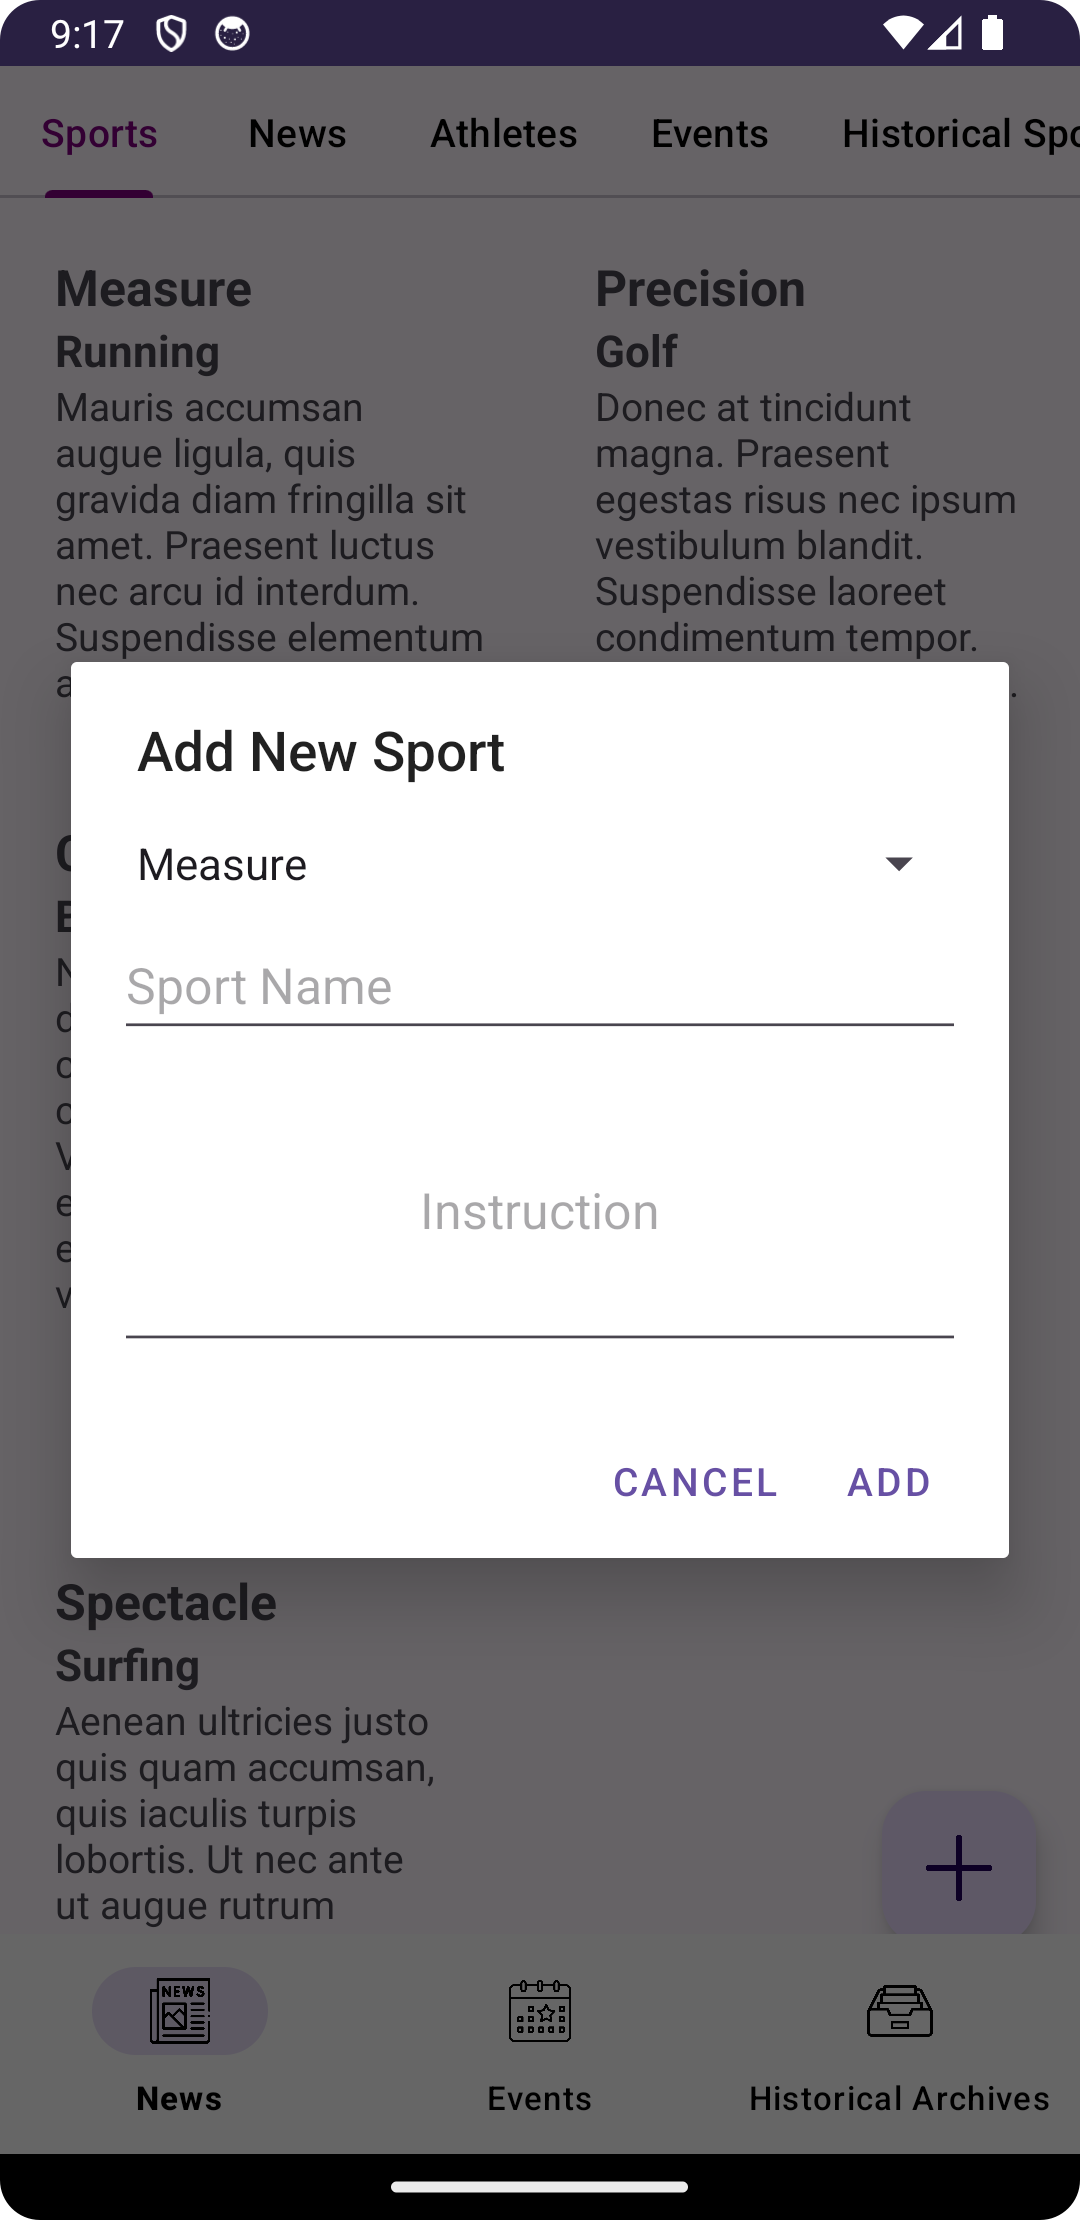 9:17
Sports
News
Athletes
Events
Historical Spo
Measure
Running
Mauris accumsan
augue ligula, quis
gravida diam fringilla sit
amet. Praesent luctus
nec arcu id interdum.
Suspendisse elementum
Precision
Golf
Donec at tincidunt
magna. Praesent
egestas risus nec ipsum
vestibulum blandit.
Suspendisse laoreet
condimentum tempor.
Add New Sport
Measure
Sport Name
Instruction
CANCEL
ADD
Spectacle
Surfing
Aenean ultricies justo
quis quam accumsan,
quis iaculis turpis
lobortis. Ut nec ante
ut augue rutrum
NEWS
News
Events
Historical Archives